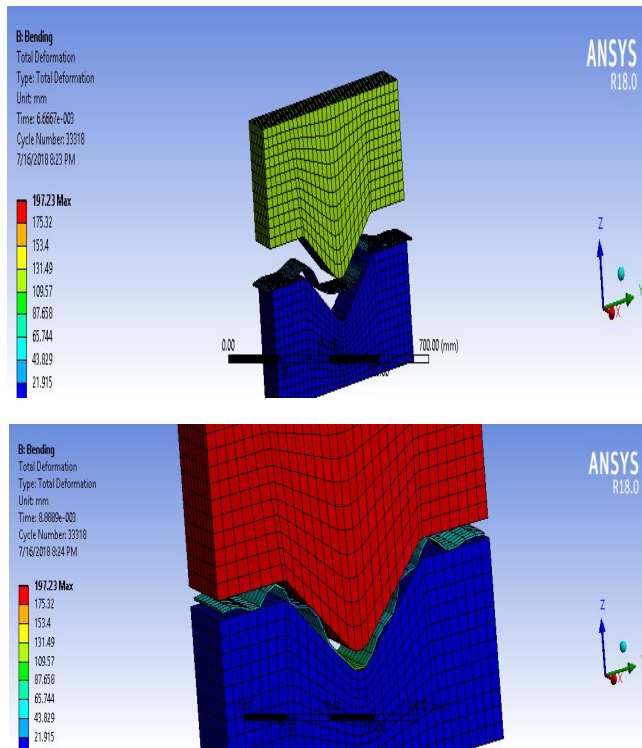 B: Bending
Total Deformation
Type: Total Deformation
Unit: mm
Time: 6.6667e-003
Cycle Number: 33318
7/16/2018 8:23 PM
ANSYS
R18.0
197.23 Max
175.32
153.4
131.49
109.57
87.658
65.744
43.829
21.915
Z
Y
X
0.00
700.00 (mm)
B: Bending
Total Deformation
Type: Total Deformation
Unit: mm
Time: 8.8889e-003
Cycle Number: 33318
7/16/2018 8:24 PM
ANSYS
R18.0
197.23 Max
175.32
153.4
131.49
109.57
87.658
65.744
43.829
21.915
Z
X